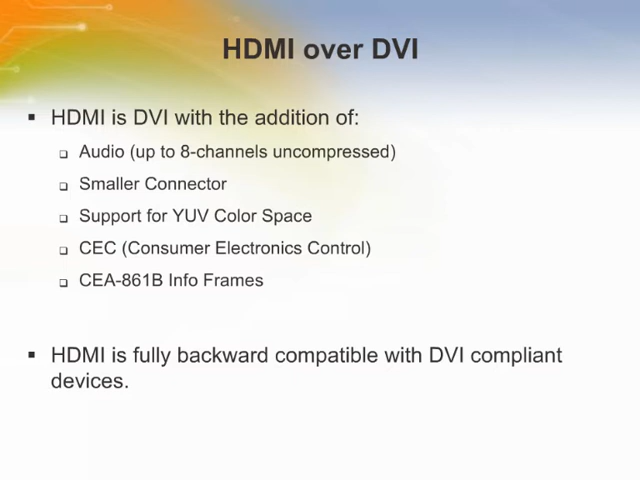 HDMI over DVI
▪ HDMI is DVI with the addition of:
❑ Audio (up to 8-channels uncompressed)
❑ Smaller Connector
❑ Support for YUV Color Space
❑ CEC (Consumer Electronics Control)
❑ CEA-861B Info Frames
▪ HDMI is fully backward compatible with DVI compliant
devices.